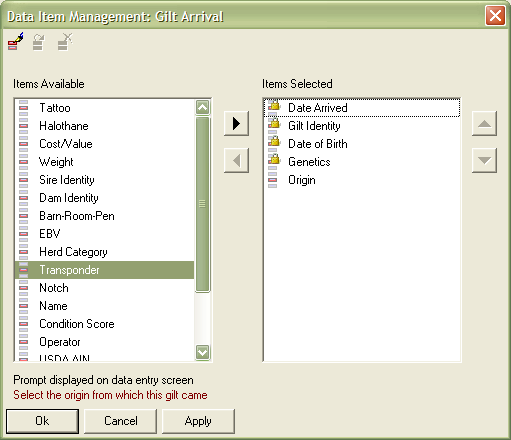 Data Item Management: Gilt Arrival
Items Available
Tattoo
Halothane
Cost/Value
Weight
Sire Identity
Dam Identity
Barn-Room-Pen
EBV
Herd Category
Transponder
Notch
Name
Condition Score
Operator
USDA AIN
Items Selected
Date Arrived
Gilt Identity
Date of Birth
Genetics
Origin
Prompt displayed on data entry screen
Select the origin from which this gilt came
Ok
Cancel
Apply